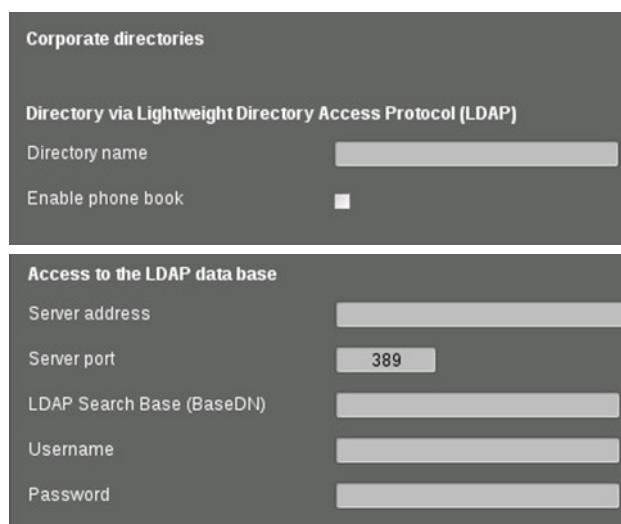 Corporate directories
Directory via Lightweight Directory Access Protocol (LDAP)
Directory name
Enable phone book
Access to the LDAP data base
Server address
Server port 389
LDAP Search Base (BaseDN)
Username
Password